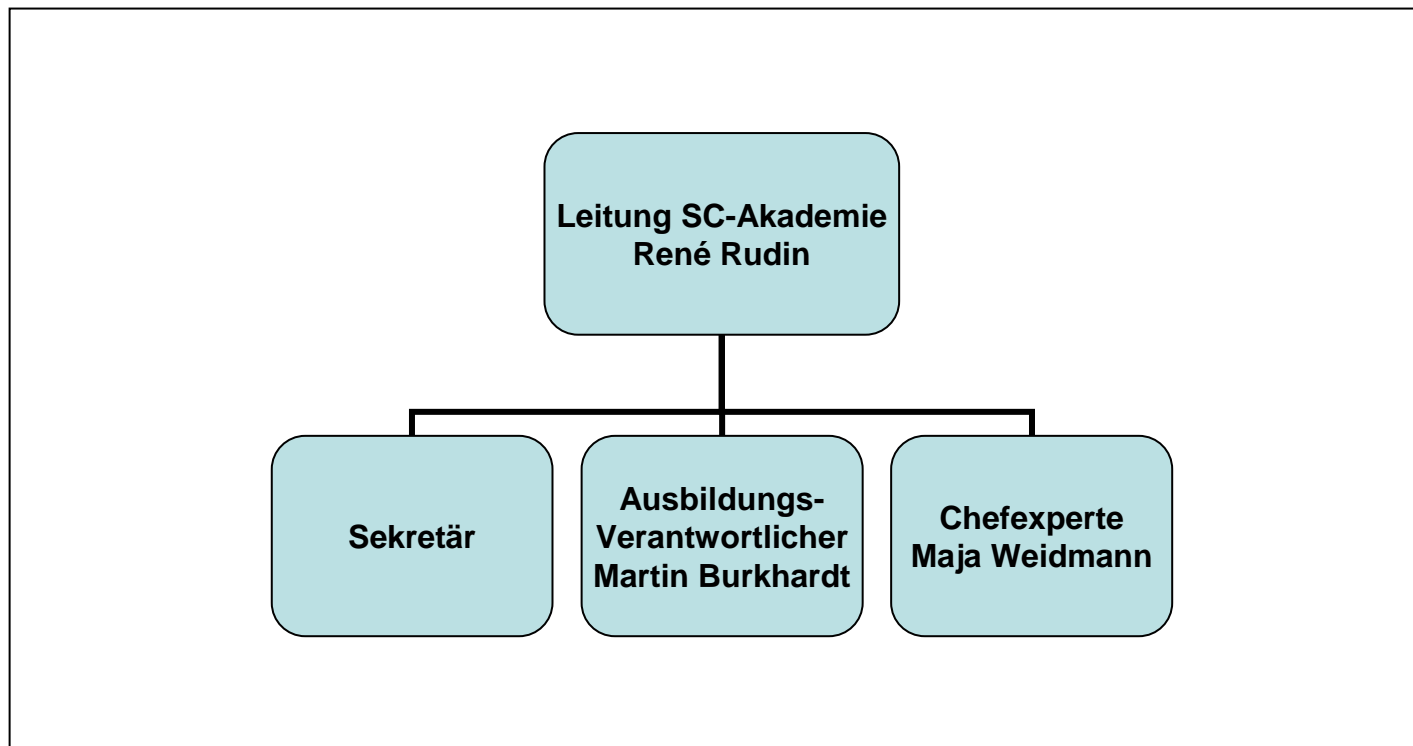 Leitung SC-Akademie
René Rudin
Sekretär
Ausbildungs-
Verantwortlicher
Martin Burkhardt
Chefexperte
Maja Weidmann